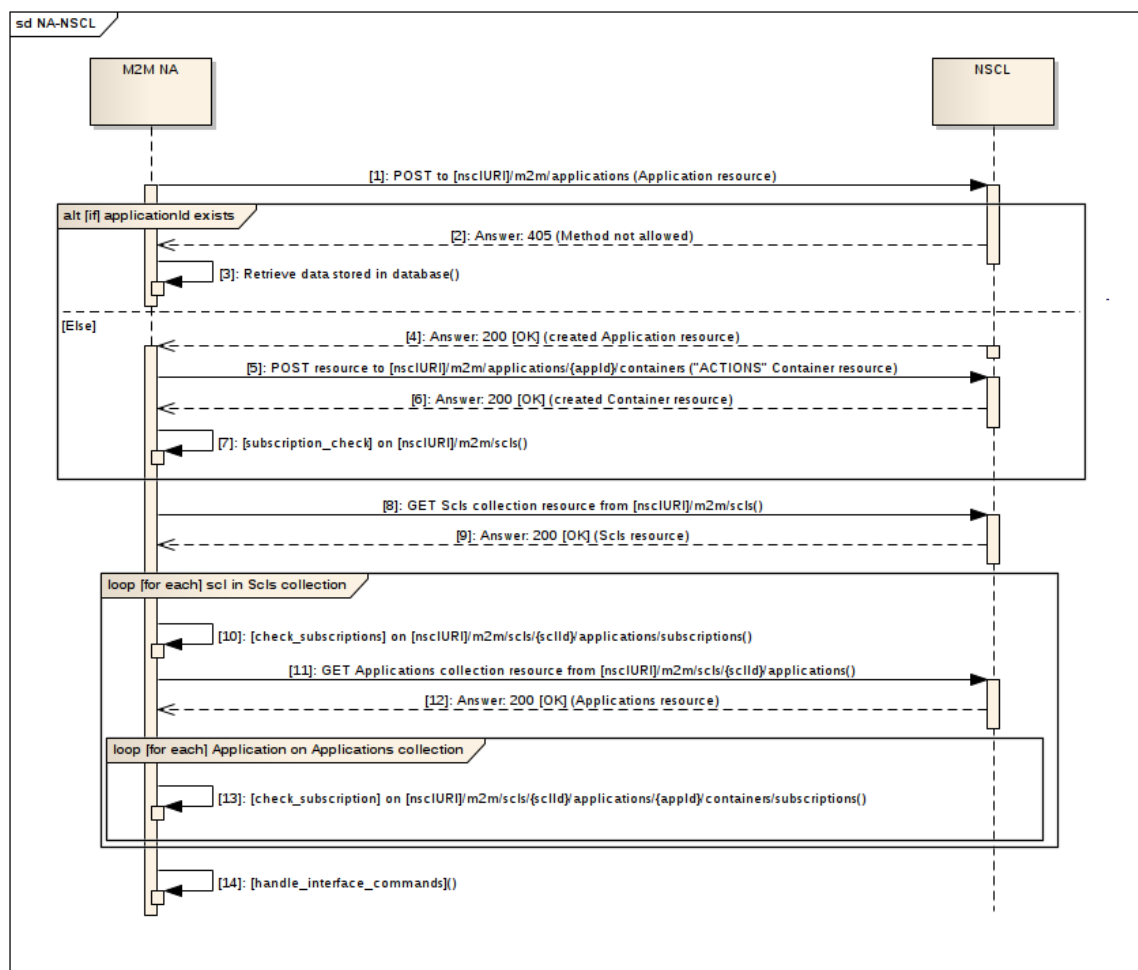 sd NA-NSCL
M2M NA
NSCL
[1]: POST to [nsclURI]/m2m/applications (Application resource)
alt [if] applicationId exists
[2]: Answer: 405 (Method not allowed)
[3]: Retrieve data stored in database()
[Else]
[4]: Answer: 200 [OK] (created Application resource)
[5]: POST resource to [nsclURI]/m2m/applications/{appId}/containers ("ACTIONS" Container resource)
[6]: Answer: 200 [OK] (created Container resource)
[7]: [subscription_check] on [nsclURI]/m2m/scls()
[8]: GET Scls collection resource from [nsclURI]/m2m/scls()
[9]: Answer: 200 [OK] (Scls resource)
loop [for each] scl in Scls collection
[10]: [check_subscriptions] on [nsclURI]/m2m/scls/{sclId}/applications/subscriptions()
[11]: GET Applications collection resource from [nsclURI]/m2m/scls/{sclId}/applications()
[12]: Answer: 200 [OK] (Applications resource)
loop [for each] Application on Applications collection
[13]: [check_subscription] on [nsclURI]/m2m/scls/{sclId}/applications/{appId}/containers/subscriptions()
[14]: [handle_interface_commands]()